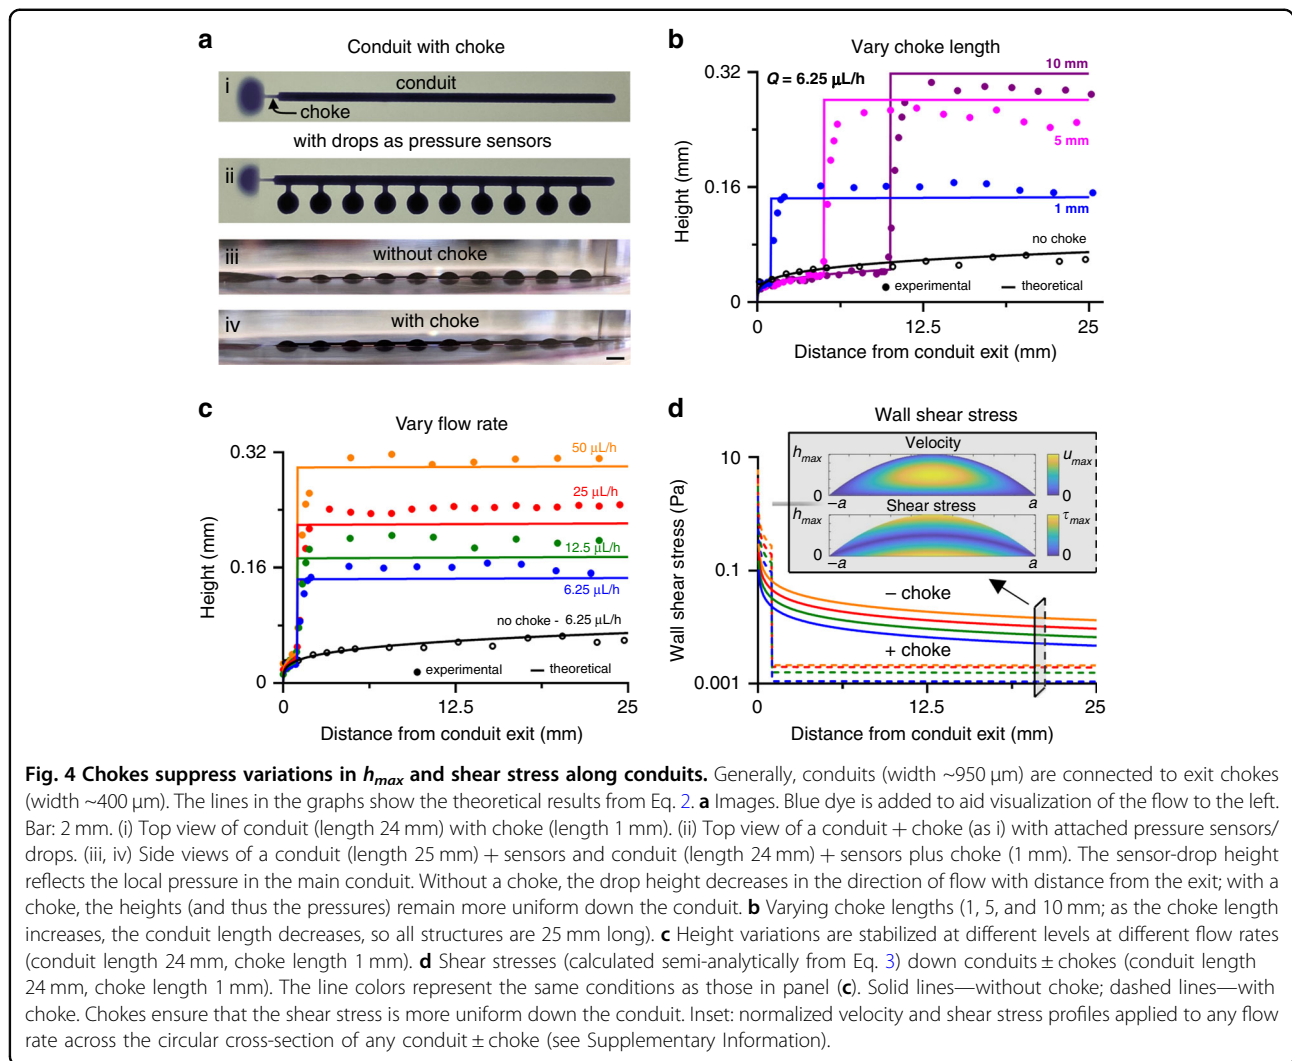 a
Conduit with choke
i
conduit
choke
with drops as pressure sensors
ii
iii
without choke
iv
with choke
b
Vary choke length
Q = 6.25 µL/h
10 mm
0.32
5 mm
0.16
1 mm
no choke
experimental
theoretical
0
0
12.5
25
Height (mm)
Distance from conduit exit (mm)
c
Vary flow rate
0.32
50 µL/h
25 µL/h
12.5 µL/h
0.16
6.25 µL/h
no choke - 6.25 µL/h
experimental
theoretical
0
0
12.5
25
Height (mm)
Distance from conduit exit (mm)
d
Wall shear stress
Velocity
hmax
0
–a
a
umax
0
Shear stress
hmax
0
–a
a
τmax
0
10
0.1
0.001
– choke
+ choke
0
12.5
25
Wall shear stress (Pa)
Distance from conduit exit (mm)
Fig. 4 Chokes suppress variations in hmax and shear stress along conduits. Generally, conduits (width ~950 µm) are connected to exit chokes
(width ~400 µm). The lines in the graphs show the theoretical results from Eq. 2. a Images. Blue dye is added to aid visualization of the flow to the left.
Bar: 2 mm. (i) Top view of conduit (length 24 mm) with choke (length 1 mm). (ii) Top view of a conduit + choke (as i) with attached pressure sensors/
drops. (iii, iv) Side views of a conduit (length 25 mm) + sensors and conduit (length 24 mm) + sensors plus choke (1 mm). The sensor-drop height
reflects the local pressure in the main conduit. Without a choke, the drop height decreases in the direction of flow with distance from the exit; with a
choke, the heights (and thus the pressures) remain more uniform down the conduit. b Varying choke lengths (1, 5, and 10 mm; as the choke length
increases, the conduit length decreases, so all structures are 25 mm long). c Height variations are stabilized at different levels at different flow rates
(conduit length 24 mm, choke length 1 mm). d Shear stresses (calculated semi-analytically from Eq. 3) down conduits ± chokes (conduit length
24 mm, choke length 1 mm). The line colors represent the same conditions as those in panel (c). Solid lines—without choke; dashed lines—with
choke. Chokes ensure that the shear stress is more uniform down the conduit. Inset: normalized velocity and shear stress profiles applied to any flow
rate across the circular cross-section of any conduit ± choke (see Supplementary Information).